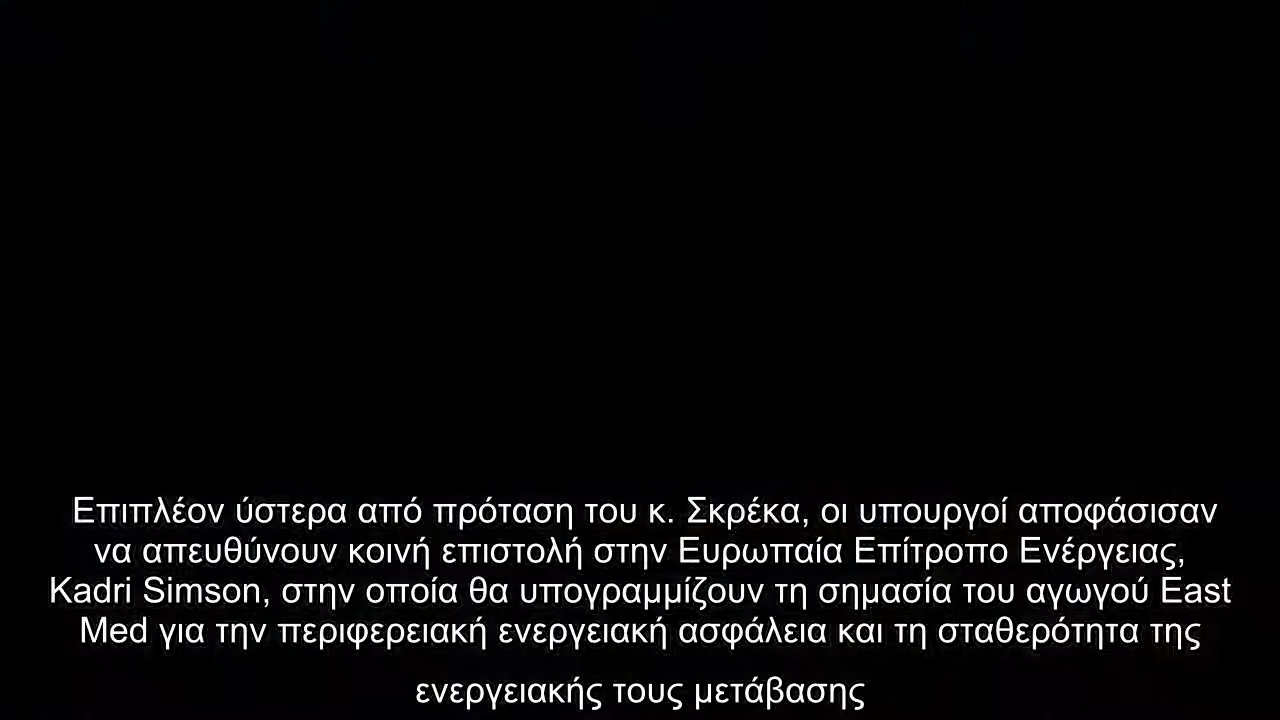 Επιπλέον ύστερα από πρόταση του κ. Σκρέκα, οι υπουργοί αποφάσισαν
να απευθύνουν κοινή επιστολή στην Ευρωπαία Επίτροπο Ενέργειας,
Kadri Simson, στην οποία θα υπογραμμίζουν τη σημασία του αγωγού East
Med για την περιφερειακή ενεργειακή ασφάλεια και τη σταθερότητα της
ενεργειακής τους μετάβασης